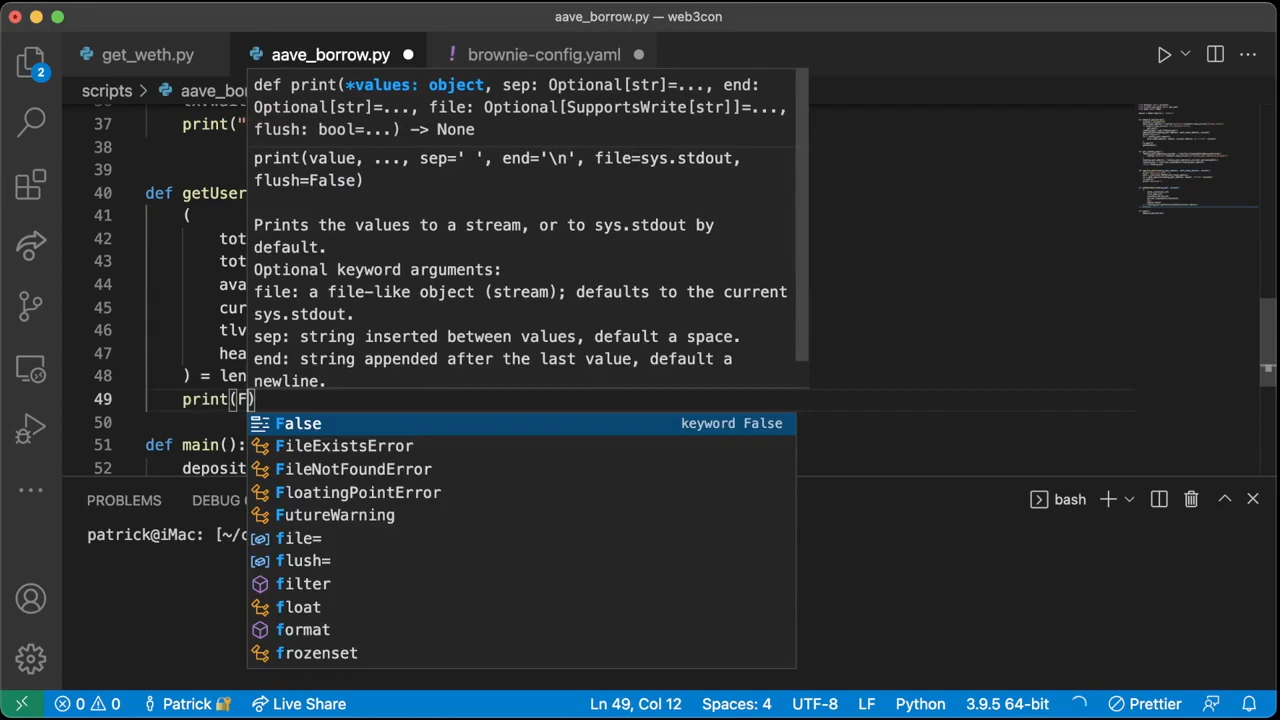 aave_borrow.py — web3con
get_weth.py
aave_borrow.py
brownie-config.yaml
2
scripts > aave_bor
def print(*values: object, sep: Optional[str]=..., end:
Optional[str]=..., file: Optional[SupportsWrite[str]]=...,
flush: bool=...) -> None
print(value, ..., sep=' ', end='\n', file=sys.stdout,
flush=False)
Prints the values to a stream, or to sys.stdout by
default.
Optional keyword arguments:
file: a file-like object (stream); defaults to the current
sys.stdout.
sep: string inserted between values, default a space.
end: string appended after the last value, default a
newline.
37 print("
38
39
40 def getUser
41 (
42 tot
43 tot
44 ava
45 cur
46 tlv
47 hea
48 ) = len
49 print(F)
50
51 def main():
52 deposit
False keyword False
FileExistsError
FileNotFoundError
FloatingPointError
FutureWarning
file=
flush=
filter
float
format
frozenset
PROBLEMS
DEBUG
bash
patrick@iMac: [~/c
0 0
Patrick
Live Share
Ln 49, Col 12
Spaces: 4
UTF-8
LF
Python
3.9.5 64-bit
Prettier